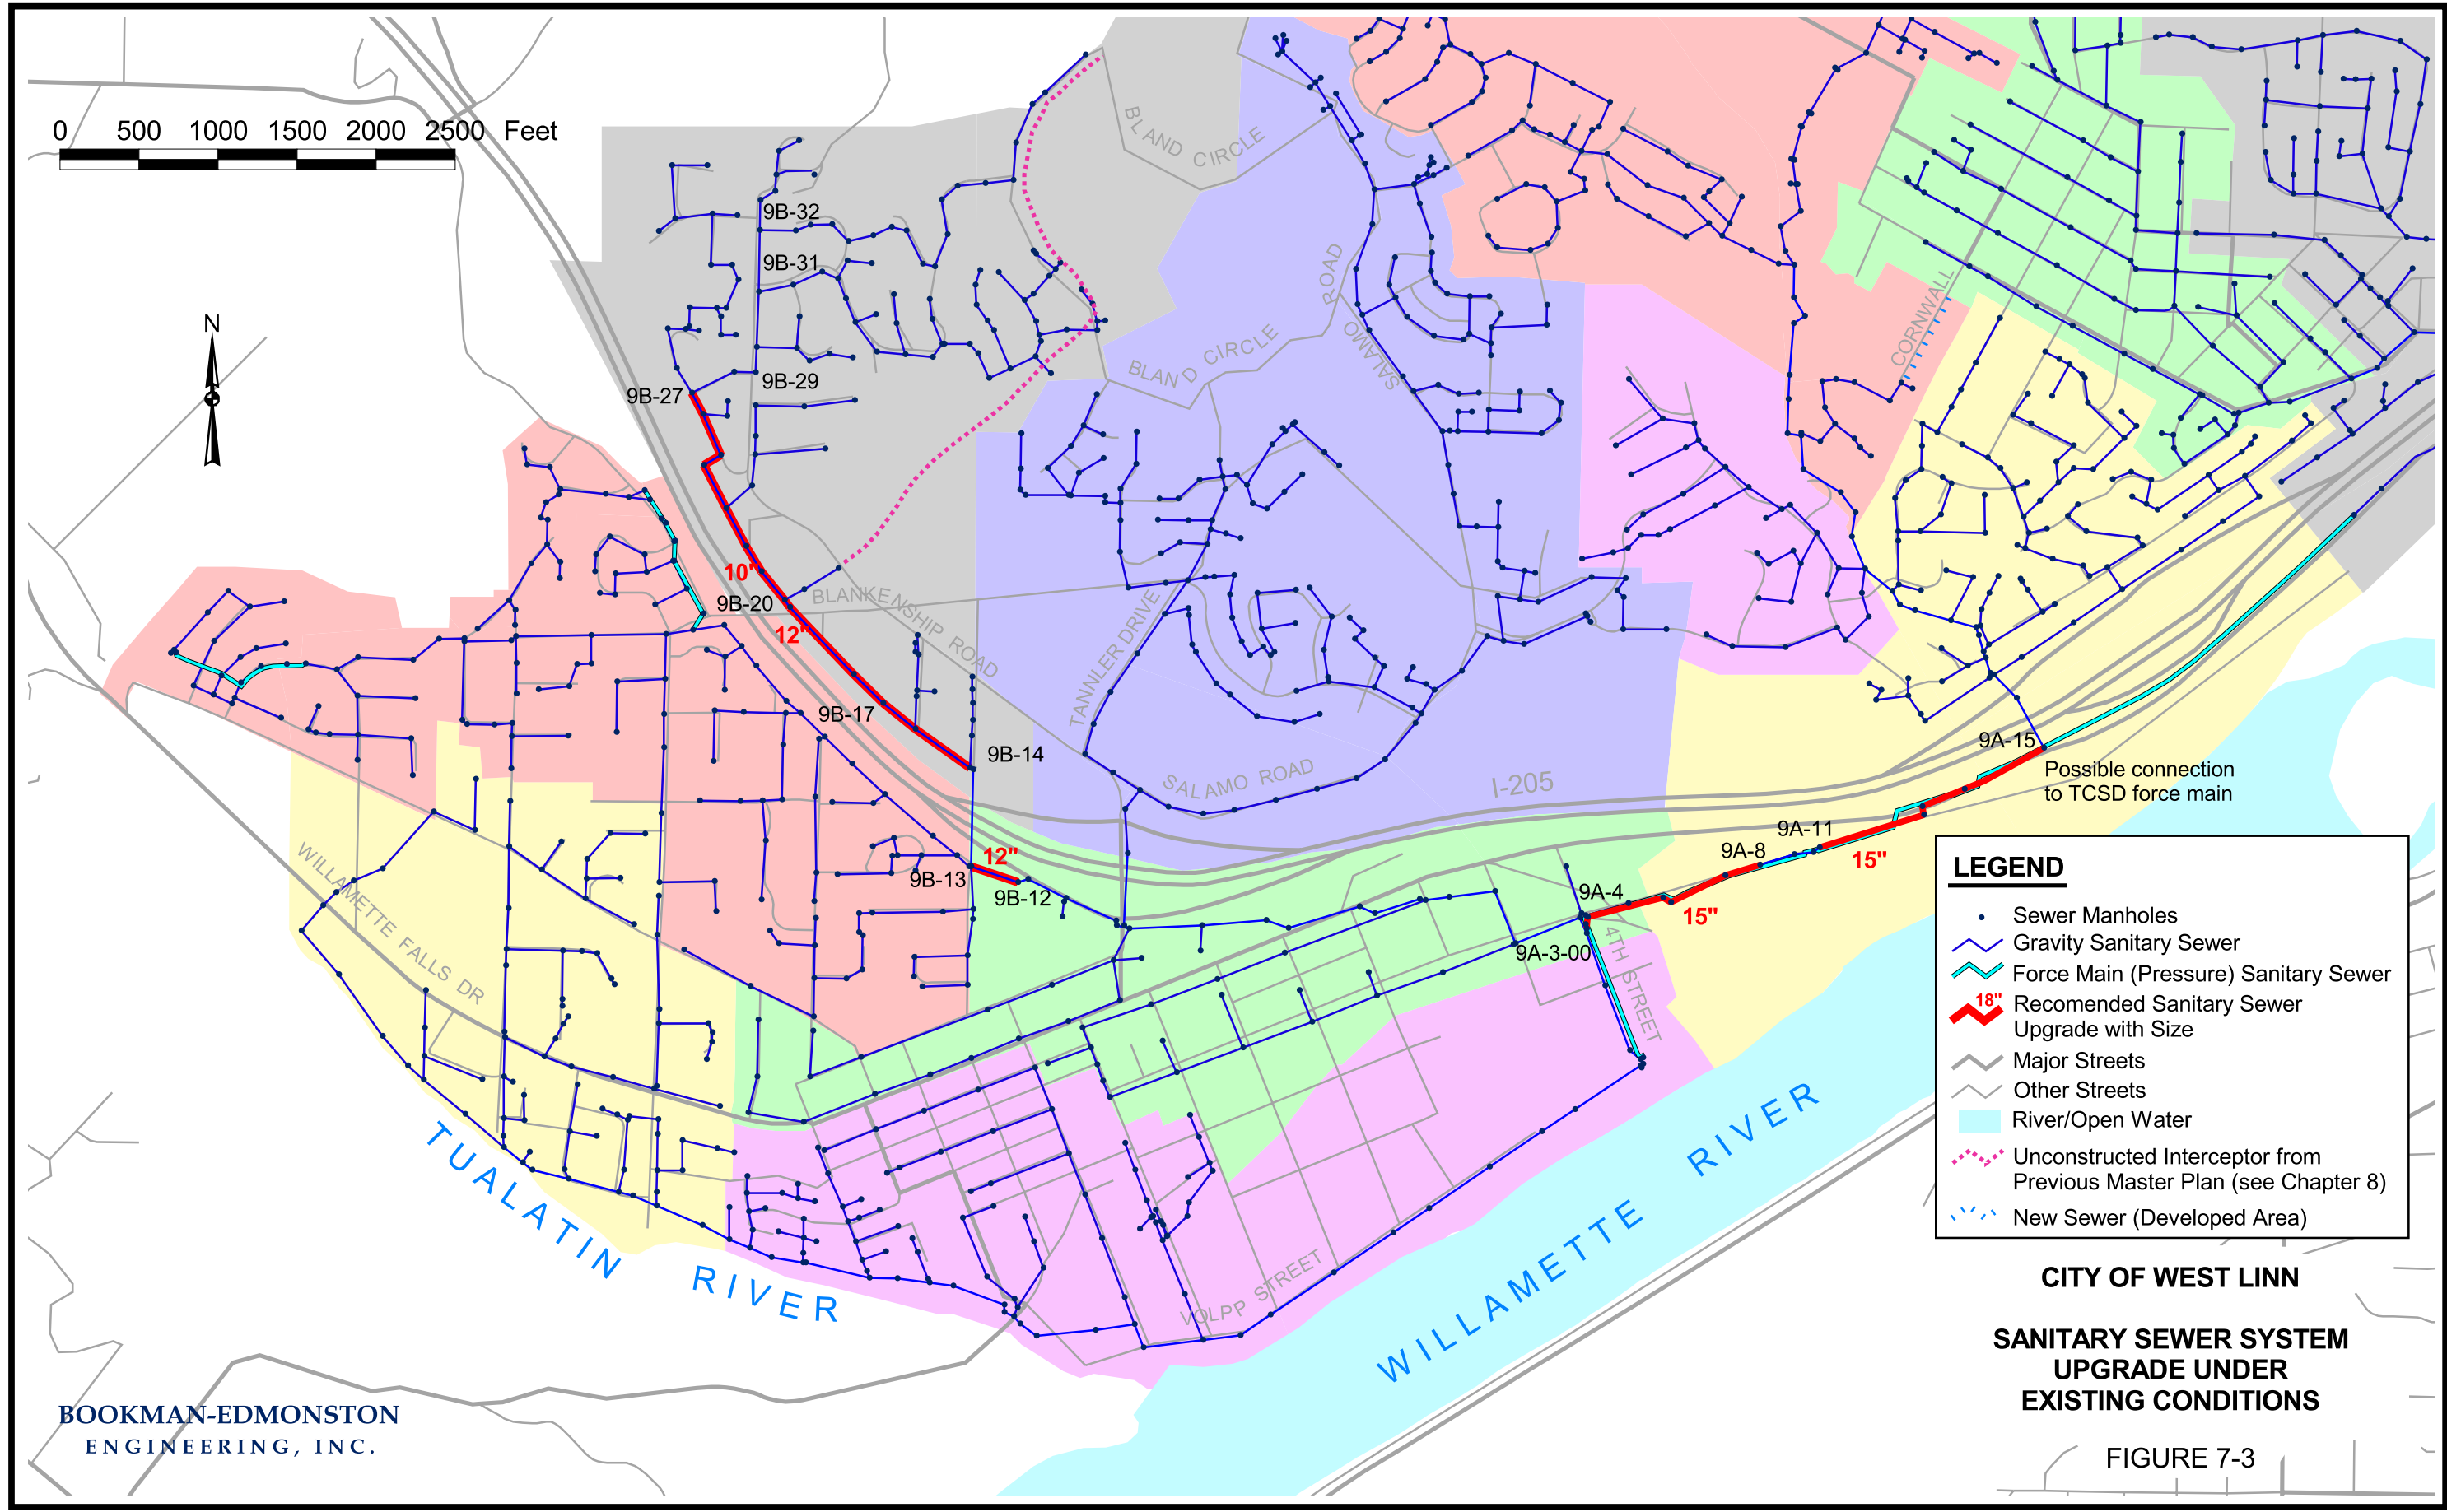 0 500 1000 1500 2000 2500 Feet
N
BLAND CIRCLE
9B-32
9B-31
ROAD
SALAMO
BLAN D CIRCLE
CORNWALL
9B-29
9B-27
10"
9B-20
12"
BLANKENSHIP ROAD
TANNLER DRIVE
9B-17
9B-14
SALAMO ROAD
I-205
9A-15
Possible connection
to TCSD force main
9A-11
15"
9A-8
12"
9B-13
9B-12
9A-4
15"
9A-3-00
4TH STREET
WILLAMETTE FALLS DR
VOLPP STREET
TUALATIN RIVER
WILLAMETTE RIVER
LEGEND
Sewer Manholes
Gravity Sanitary Sewer
Force Main (Pressure) Sanitary Sewer
18" Recomended Sanitary Sewer
Upgrade with Size
Major Streets
Other Streets
River/Open Water
Unconstructed Interceptor from
Previous Master Plan (see Chapter 8)
New Sewer (Developed Area)
CITY OF WEST LINN
SANITARY SEWER SYSTEM
UPGRADE UNDER
EXISTING CONDITIONS
FIGURE 7-3
BOOKMAN-EDMONSTON
ENGINEERING, INC.